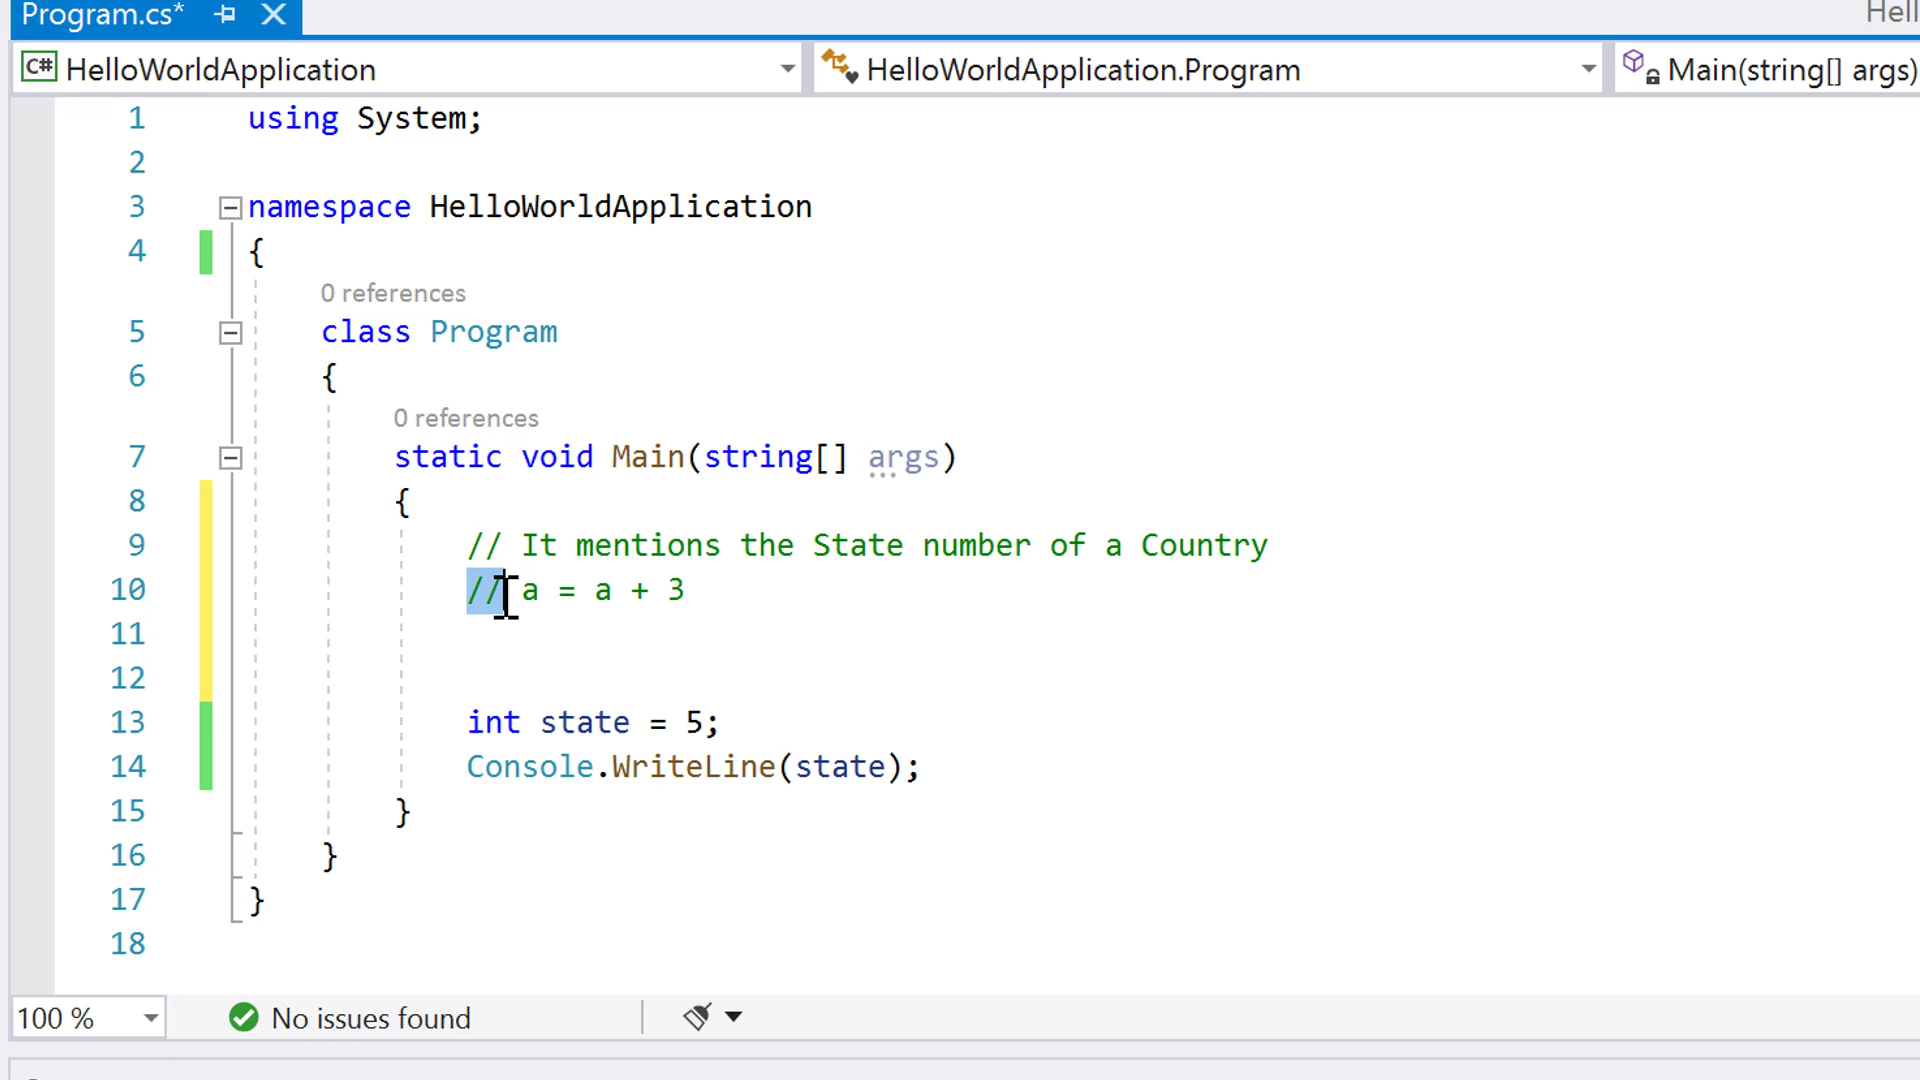 Program.cs*
Hell
C# HelloWorldApplication
HelloWorldApplication.Program
Main(string[] args)
1 using System;
2
3 namespace HelloWorldApplication
4 {
0 references
5 class Program
6 {
0 references
7 static void Main(string[] args)
8 {
9 // It mentions the State number of a Country
10 // a = a + 3
11
12
13 int state = 5;
14 Console.WriteLine(state);
15 }
16 }
17 }
18
100 % No issues found